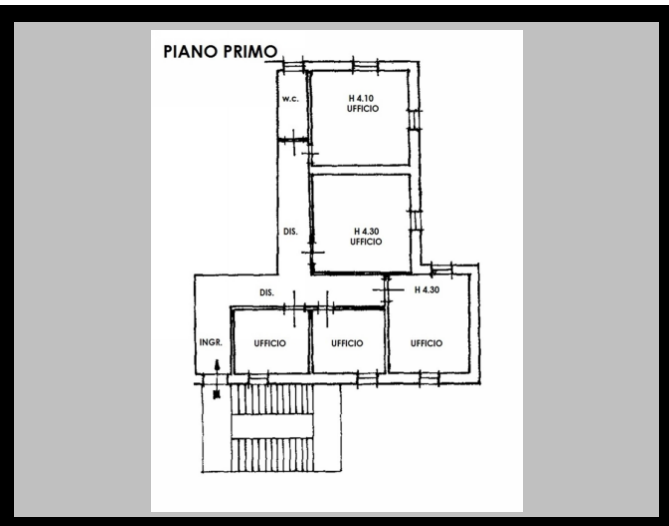 PIANO PRIMO
W.C.
H 4.10
UFFICIO
DIS.
H 4.30
UFFICIO
DIS.
H 4.30
INGR.
UFFICIO
UFFICIO
UFFICIO